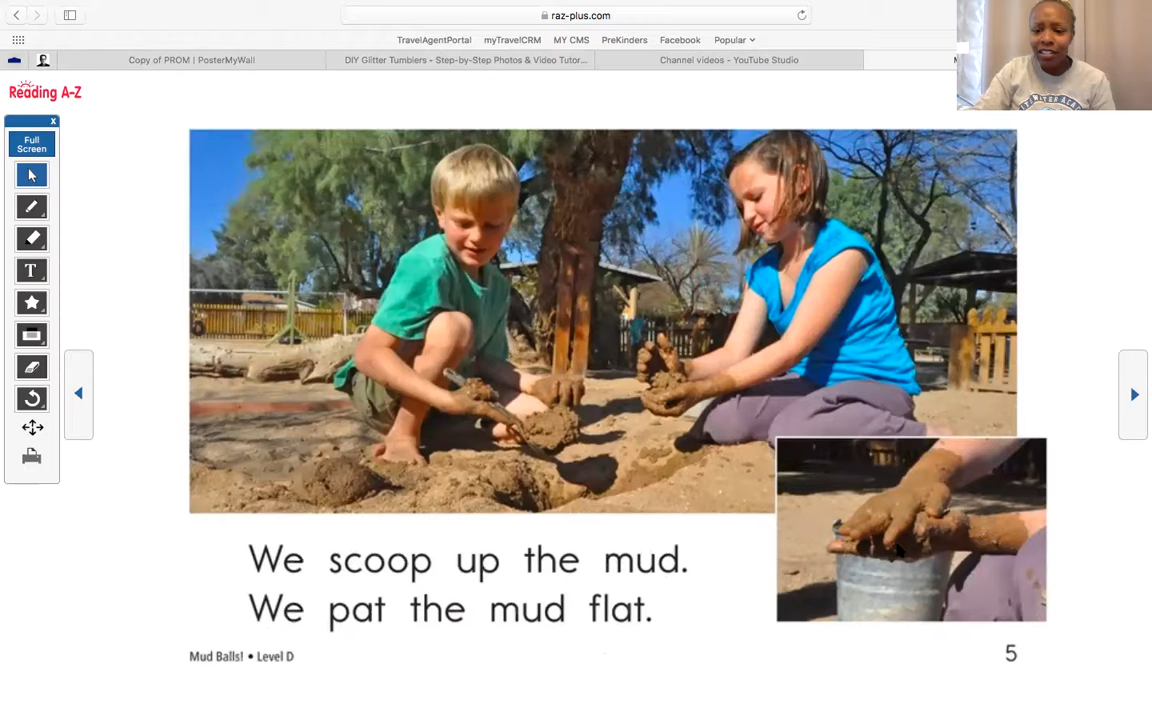 raz-plus.com
TravelAgentPortal myTravelCRM MY CMS PreKinders Facebook Popular
Copy of PROM | PosterMyWall DIY Glitter Tumblers - Step-by-Step Photos & Video Tutor... Channel videos - YouTube Studio
Reading A-Z
x
Full
Screen
T
We scoop up the mud.
We pat the mud flat.
Mud Balls! • Level D 5